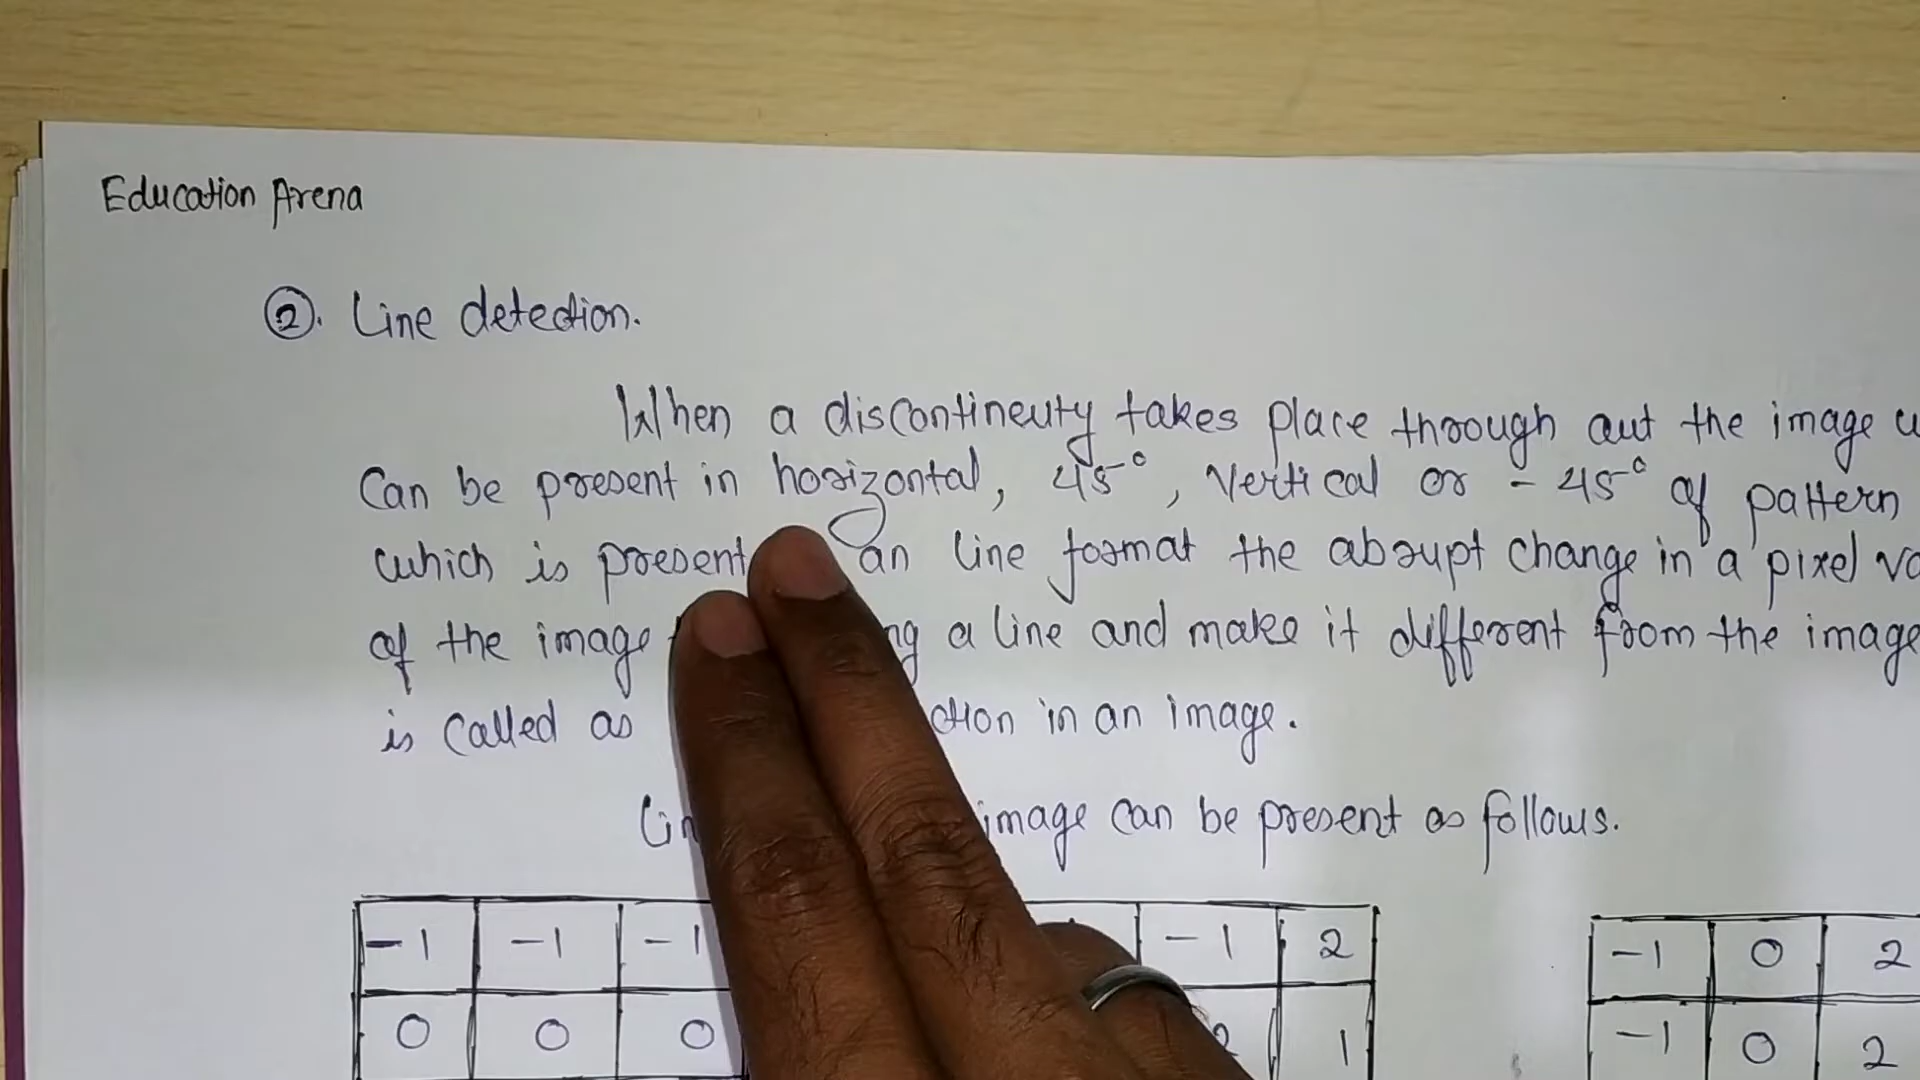 Education Arena
②. Line detection.
When a discontineuty takes place through aut the image
Can be present in horizontal, 45°, Vertical or -45° of pattern
which is present an line format the abrupt change in a pixel
of the image a line and make it different from the image
is called as in an image.
image can be present as follows.
-1 -1 -1 -1 2 -1 0 2
0 0 0 1 -1 0 2